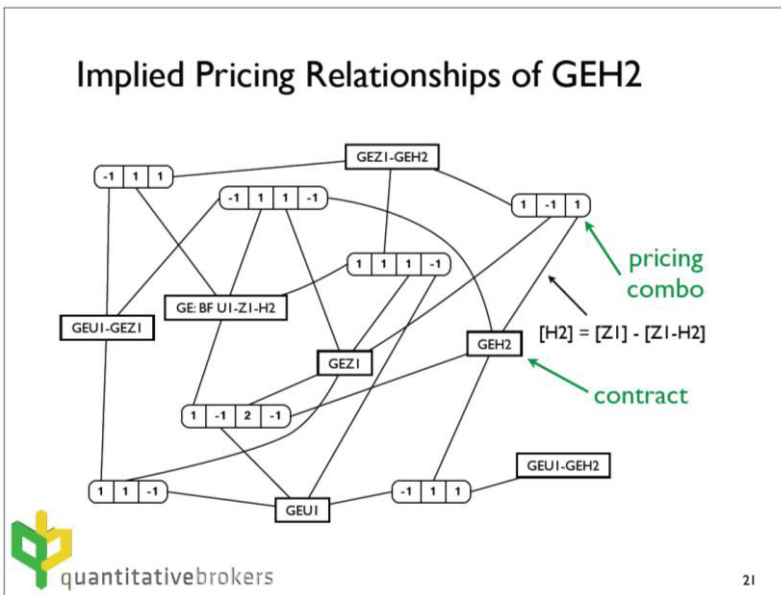 Implied Pricing Relationships of GEH2
GEZ1-GEH2
-1 1 1
-1 1 1 -1
1 -1 1
1 1 1 -1
pricing
combo
GE: BF U1-Z1-H2
GEU1-GEZ1
[H2] = [Z1] - [Z1-H2]
GEH2
GEZ1
contract
1 -1 2 -1
GEU1-GEH2
1 1 -1
-1 1 1
GEU1
quantitativebrokers
21